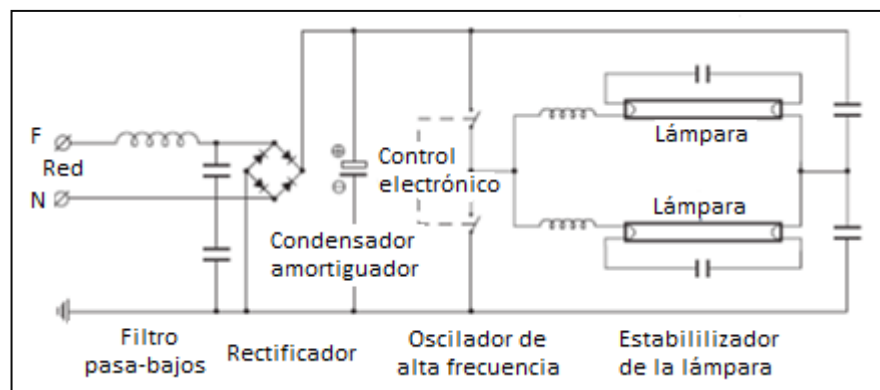 F
Red
N
Lámpara
Control
electrónico
Lámpara
Condensador
amortiguador
Filtro
pasa-bajos
Rectificador
Oscilador de
alta frecuencia
Estabililizador
de la lámpara